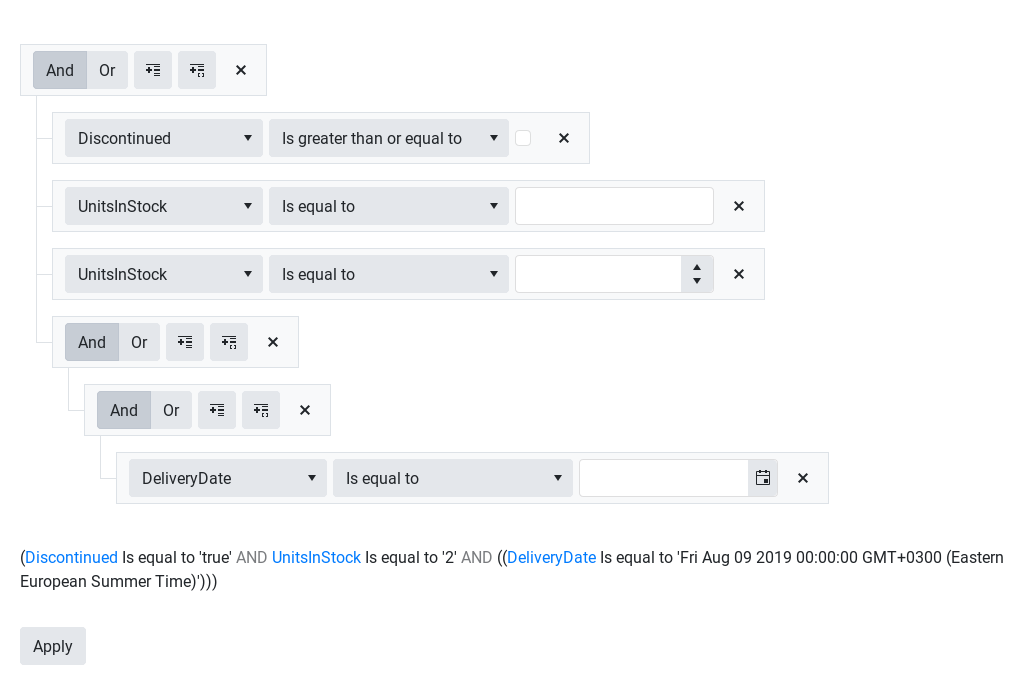 And Or
Discontinued Is greater than or equal to
UnitsInStock Is equal to
UnitsInStock Is equal to
And Or
And Or
DeliveryDate Is equal to
(Discontinued Is equal to 'true' AND UnitsInStock Is equal to '2' AND ((DeliveryDate Is equal to 'Fri Aug 09 2019 00:00:00 GMT+0300 (Eastern
European Summer Time)')))
Apply